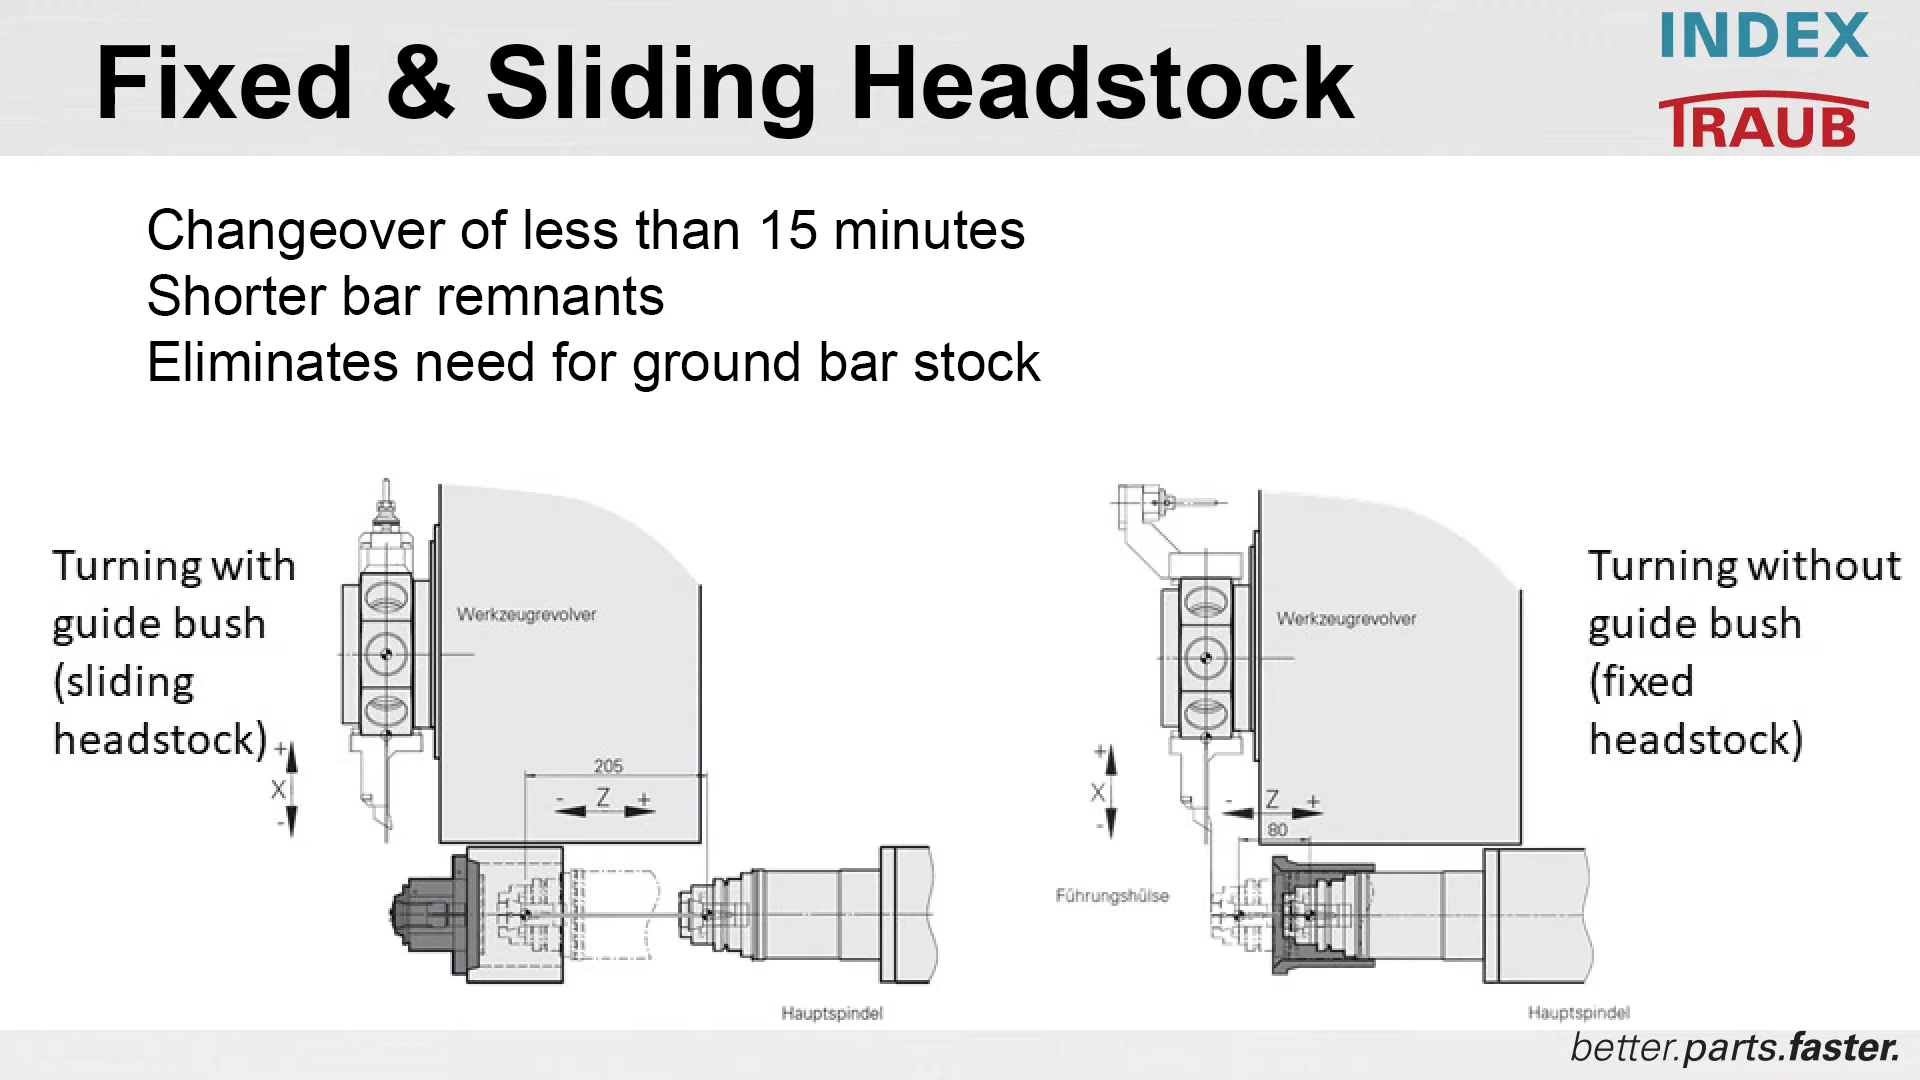 Fixed & Sliding Headstock
INDEX
TRAUB
Changeover of less than 15 minutes
Shorter bar remnants
Eliminates need for ground bar stock
Turning with
guide bush
(sliding
headstock)
Werkzeugrevolver
+
X
-
205
- Z +
Hauptspindel
Werkzeugrevolver
+
X
-
- Z +
80
Führungshülse
Hauptspindel
Turning without
guide bush
(fixed
headstock)
better.parts.faster.